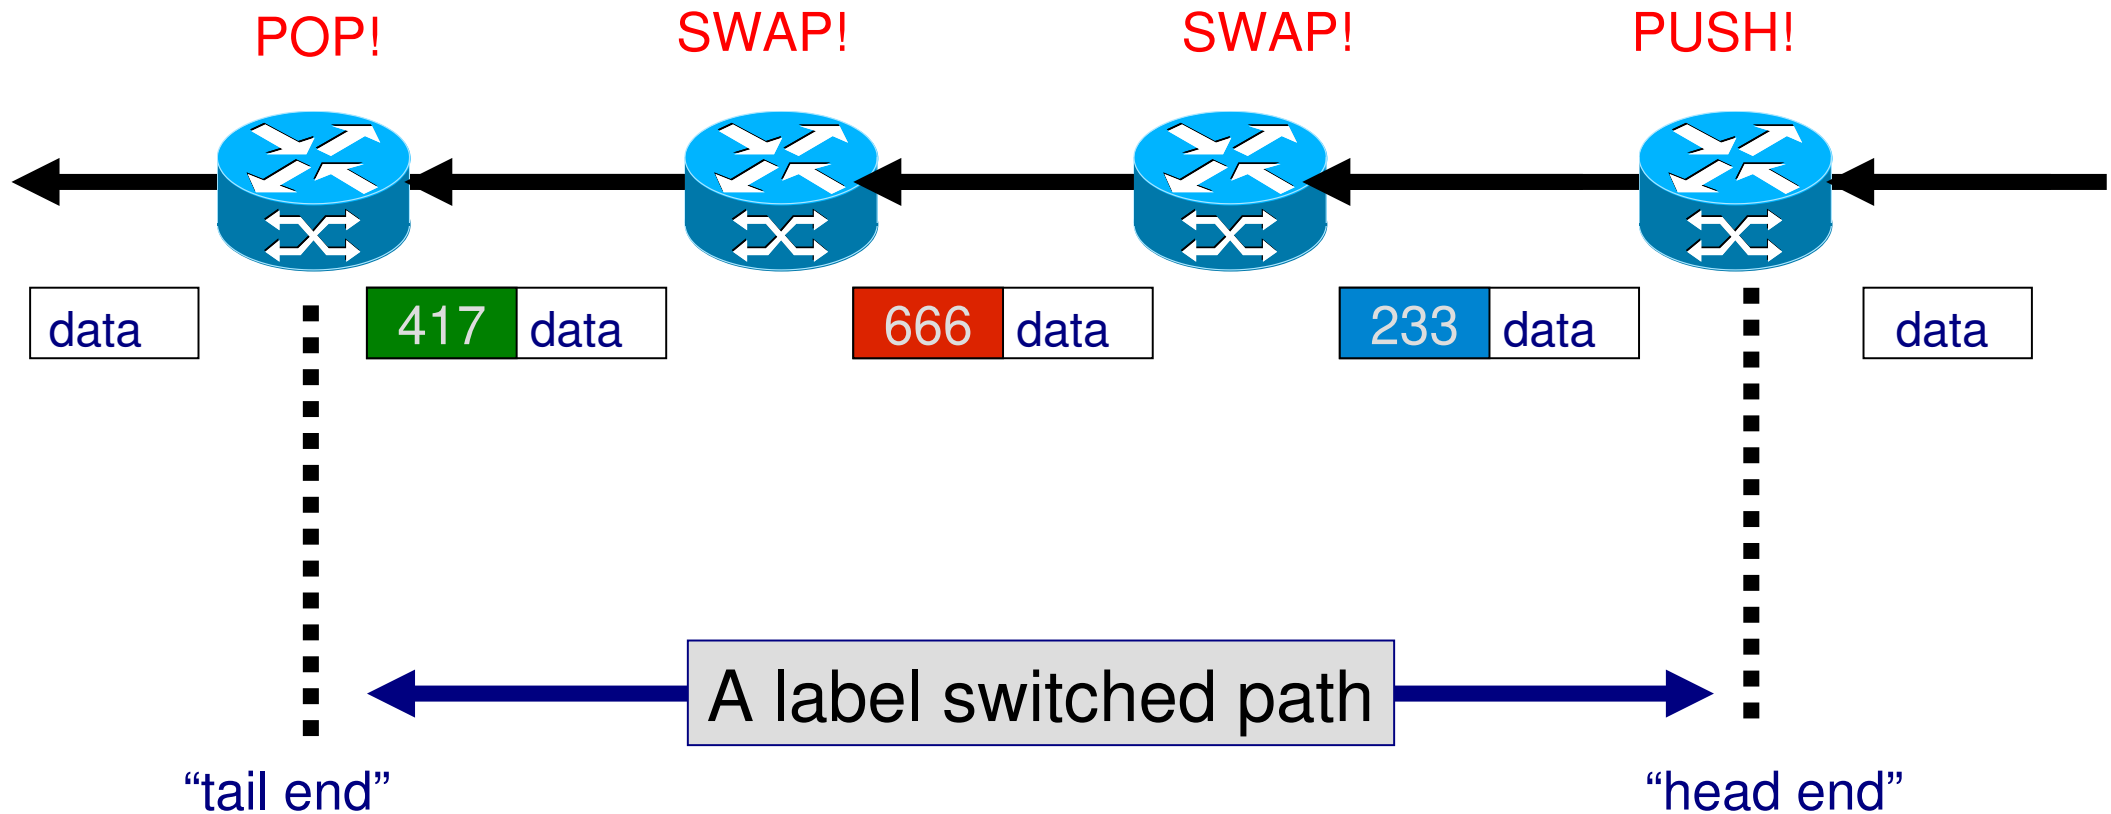 POP! SWAP! SWAP! PUSH!
data 417 data 666 data 233 data data
A label switched path
“tail end” “head end”